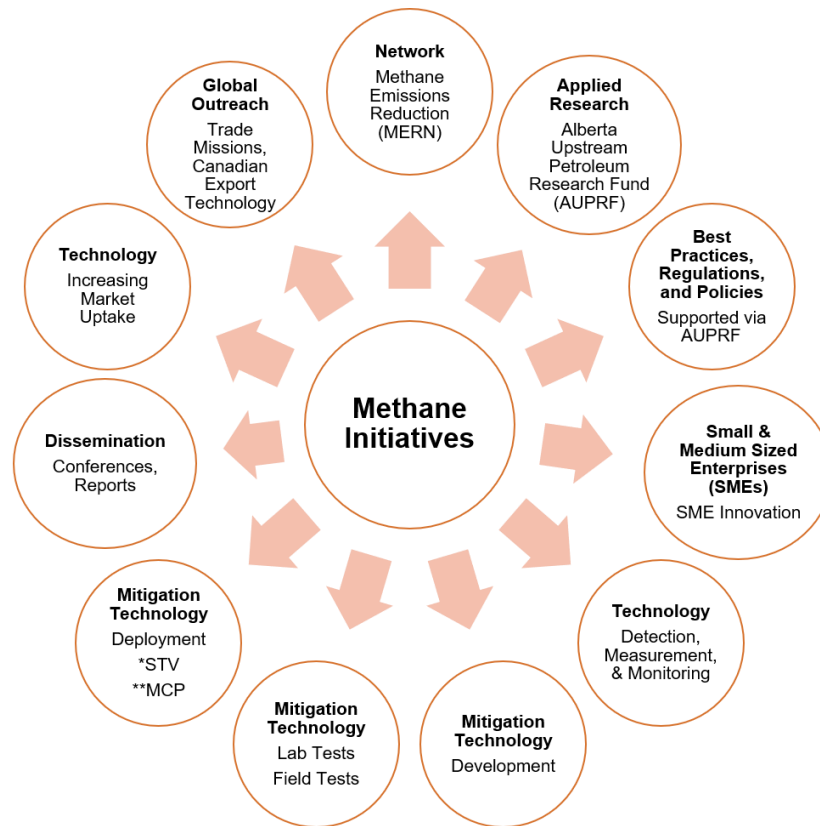 Network
Methane
Emissions
Reduction
(MERN)
Applied
Research
Alberta
Upstream
Petroleum
Research Fund
(AUPRF)
Best
Practices,
Regulations,
and Policies
Supported via
AUPRF
Small &
Medium Sized
Enterprises
(SMEs)
SME Innovation
Technology
Detection,
Measurement,
& Monitoring
Mitigation
Technology
Development
Mitigation
Technology
Lab Tests
Field Tests
Mitigation
Technology
Deployment
*STV
**MCP
Dissemination
Conferences,
Reports
Technology
Increasing
Market
Uptake
Global
Outreach
Trade
Missions,
Canadian
Export
Technology
Methane
Initiatives